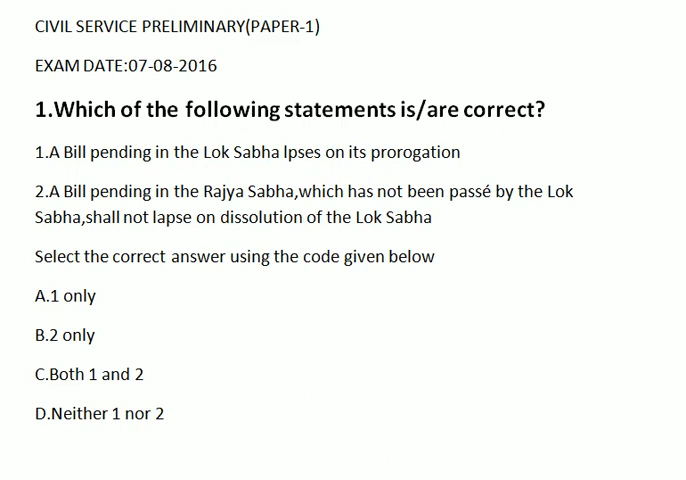 CIVIL SERVICE PRELIMINARY(PAPER-1)
EXAM DATE:07-08-2016
1.Which of the following statements is/are correct?
1.A Bill pending in the Lok Sabha lpses on its prorogation
2.A Bill pending in the Rajya Sabha,which has not been passé by the Lok
Sabha,shall not lapse on dissolution of the Lok Sabha
Select the correct answer using the code given below
A.1 only
B.2 only
C.Both 1 and 2
D.Neither 1 nor 2